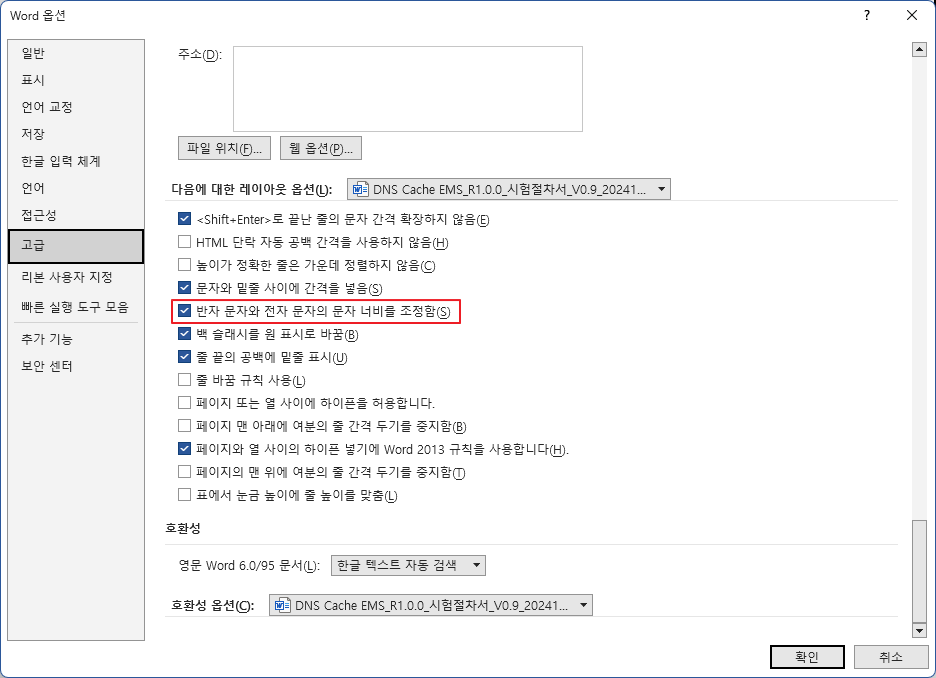 Word 옵션
?
일반
표시
언어 교정
저장
한글 입력 체계
언어
접근성
고급
리본 사용자 지정
빠른 실행 도구 모음
추가 기능
보안 센터
주소(D):
파일 위치(F)... 웹 옵션(P)...
다음에 대한 레이아웃 옵션(L): DNS Cache EMS_R1.0.0_시험절차서_V0.9_20241...
<Shift+Enter>로 끝난 줄의 문자 간격 확장하지 않음(E)
HTML 단락 자동 공백 간격을 사용하지 않음(H)
높이가 정확한 줄은 가운데 정렬하지 않음(C)
문자와 밑줄 사이에 간격을 넣음(S)
반자 문자와 전자 문자의 문자 너비를 조정함(S)
백 슬래시를 원 표시로 바꿈(B)
줄 끝의 공백에 밑줄 표시(U)
줄 바꿈 규칙 사용(L)
페이지 또는 열 사이에 하이픈을 허용합니다.
페이지 맨 아래에 여분의 줄 간격 두기를 중지함(B)
페이지와 열 사이의 하이픈 넣기에 Word 2013 규칙을 사용합니다(H).
페이지의 맨 위에 여분의 줄 간격 두기를 중지함(T)
표에서 눈금 높이에 줄 높이를 맞춤(L)
호환성
영문 Word 6.0/95 문서(L): 한글 텍스트 자동 검색
호환성 옵션(C): DNS Cache EMS_R1.0.0_시험절차서_V0.9_20241...
확인 취소